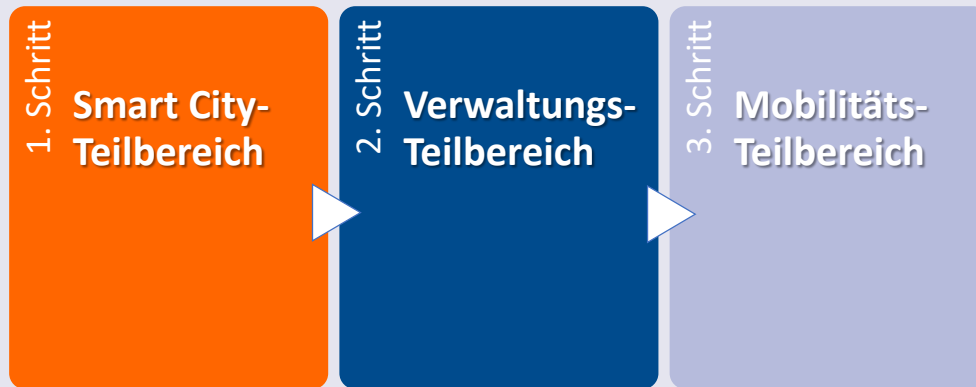 1. Schritt
Smart City-
Teilbereich
2. Schritt
Verwaltungs-
Teilbereich
3. Schritt
Mobilitäts-
Teilbereich